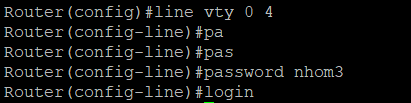 Router(config)#line vty 0 4
Router(config-line)#pa
Router(config-line)#pas
Router(config-line)#password nhom3
Router(config-line)#login